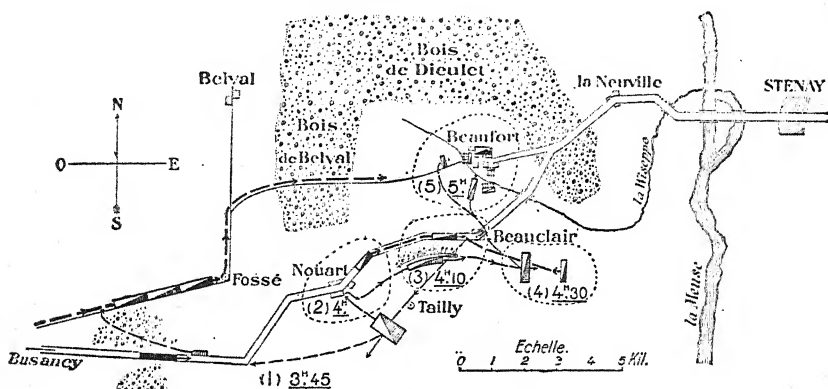 Bois
de Dieulet
Belval
la Neuville
STENAY
N
O
E
S
Bois
de Belval
Beaufort
(5) 5H
la Wiseppe
Beauclair
Fossé
Nouart
(2) 4H
(3) 4H10
(4) 4H30
Tailly
la Meuse
Busancy
(1) 3H45
Echelle.
0 1 2 3 4 5 Kil.